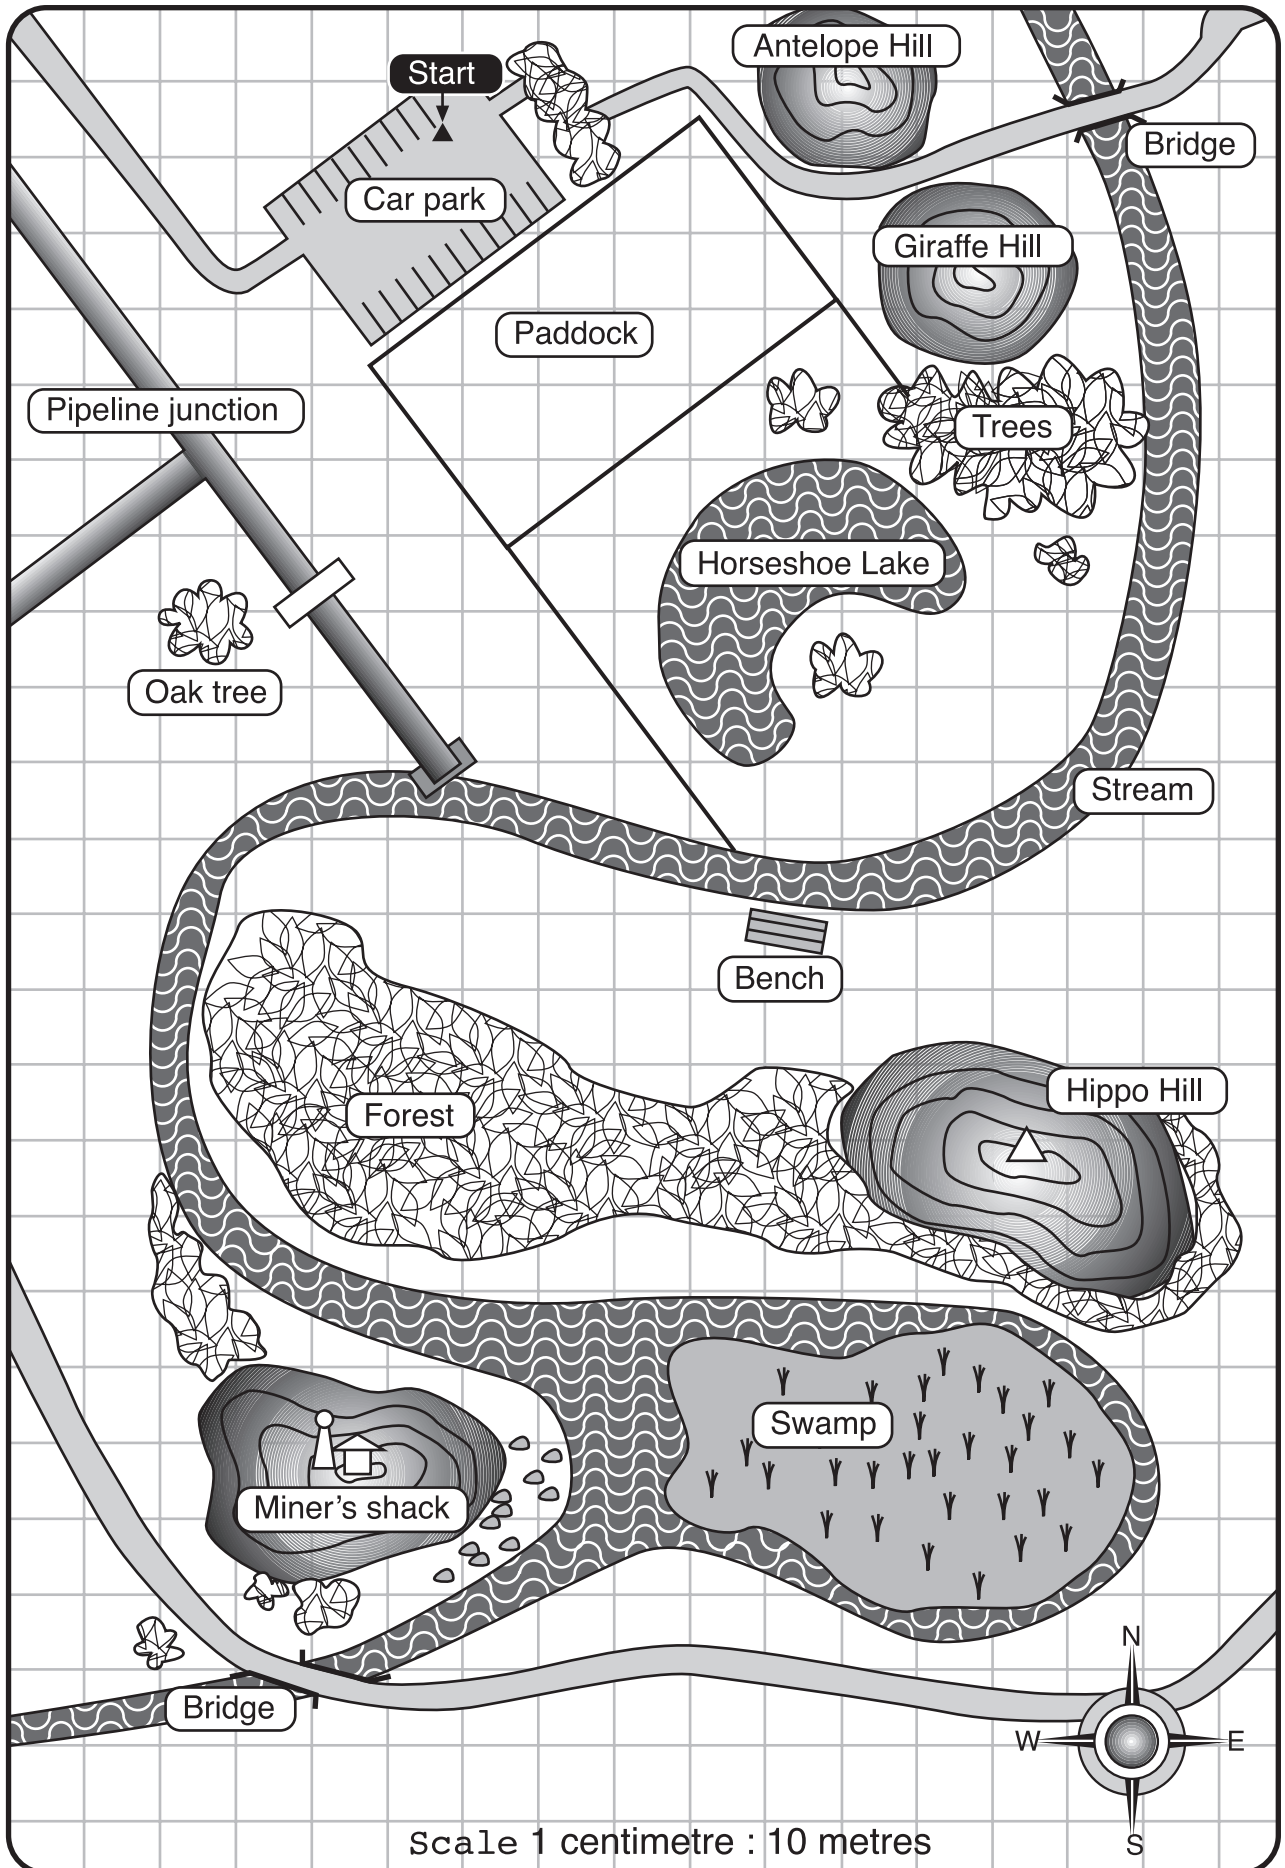 Antelope Hill
Start
Bridge
Car park
Giraffe Hill
Paddock
Pipeline junction
Trees
Horseshoe Lake
Oak tree
Stream
Bench
Hippo Hill
Forest
Swamp
Miner's shack
N
Bridge
W
E
S
Scale 1 centimetre : 10 metres